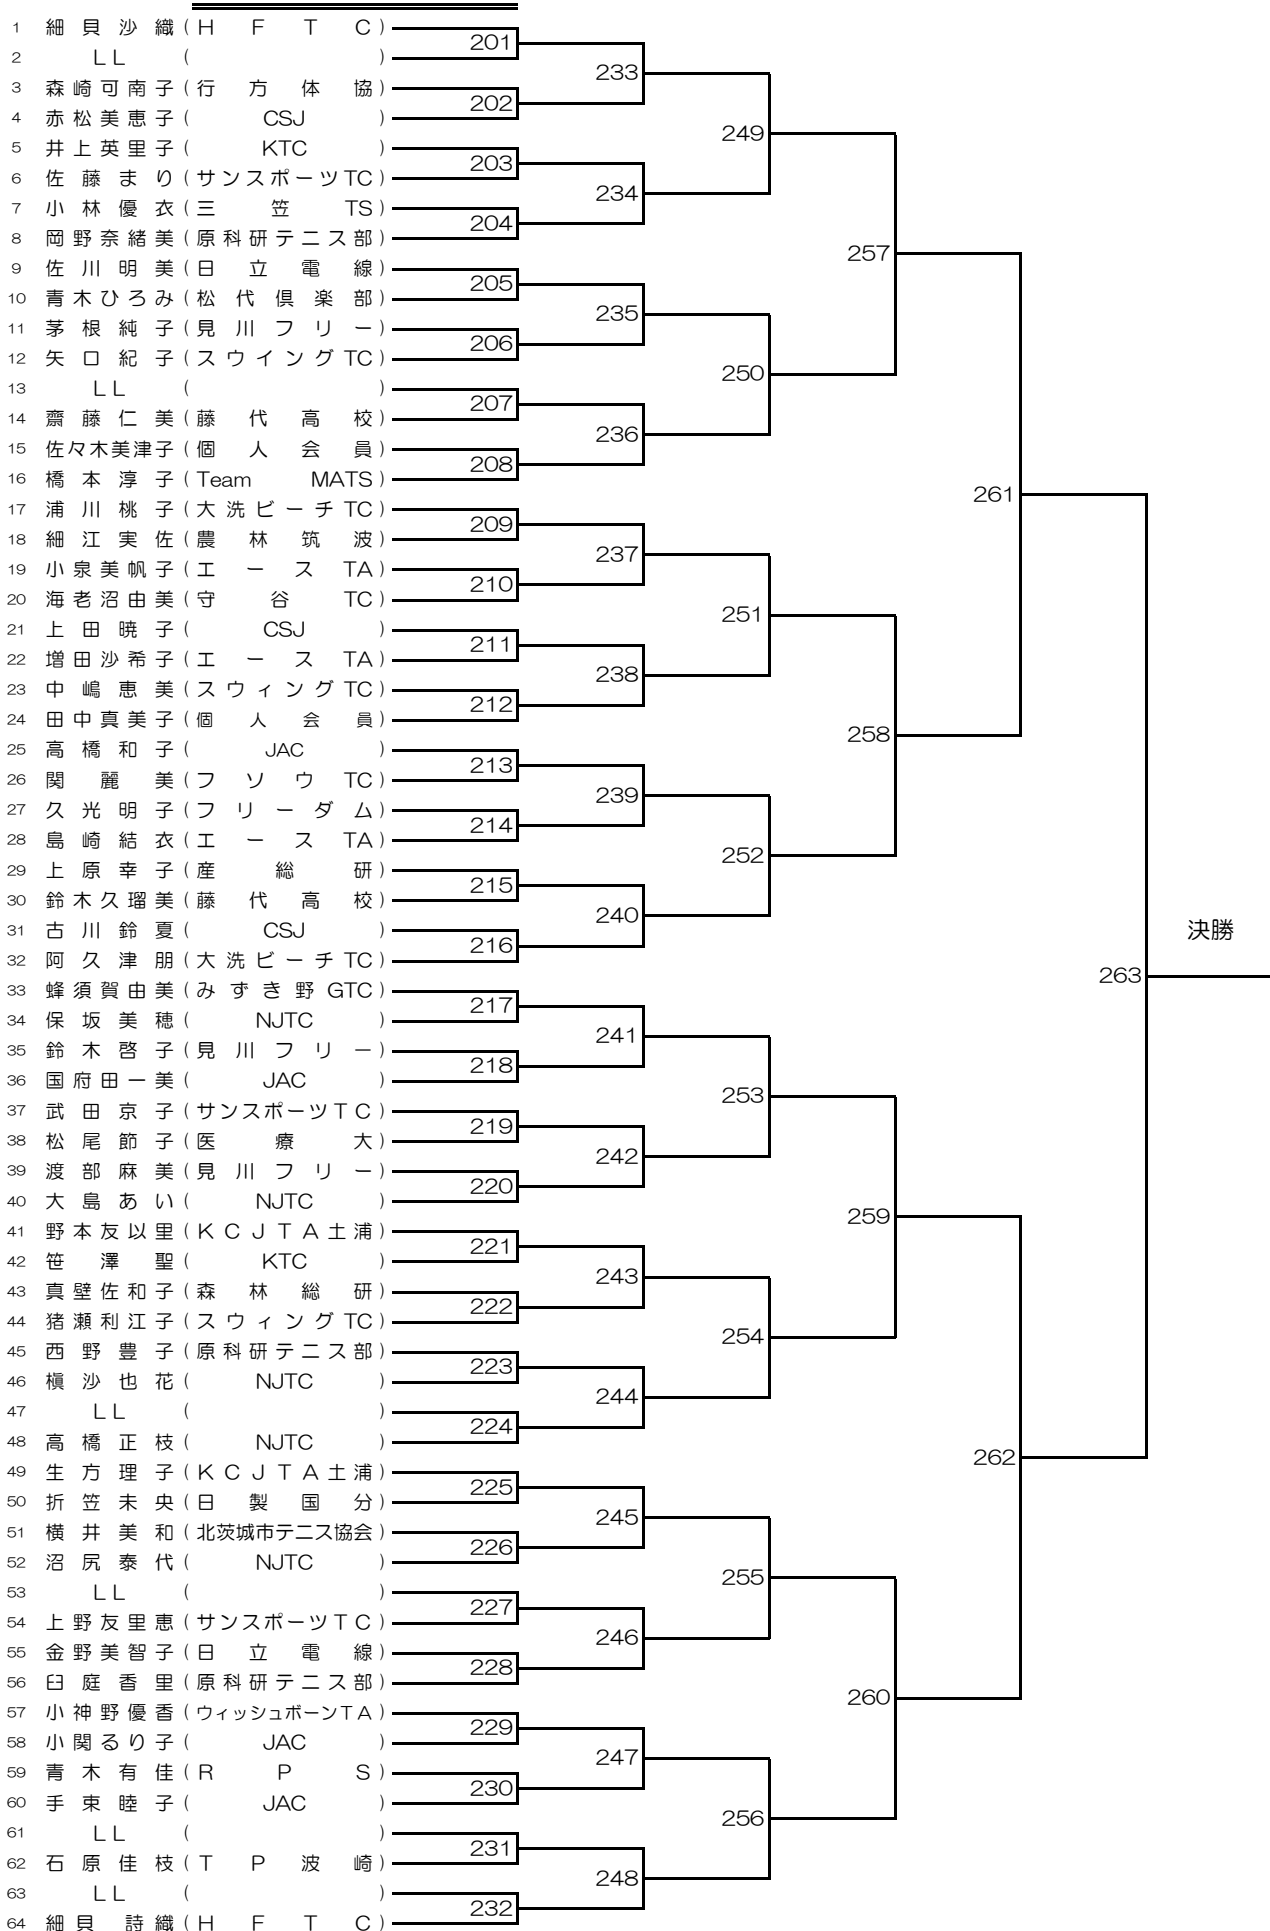 1 細貝沙織(HFTC)
201
2 LL ( )
233
3 森崎可南子(行方体協)
202
4 赤松美恵子(CSJ)
249
5 井上英里子(KTC)
203
6 佐藤まり(サンスポーツTC)
234
7 小林優衣(三笠TS)
204
8 岡野奈緒美(原科研テニス部)
257
9 佐川明美(日立電線)
205
10 青木ひろみ(松代倶楽部)
235
11 茅根純子(見川フリー)
206
12 矢口紀子(スウイングTC)
250
13 LL ( )
207
14 齋藤仁美(藤代高校)
236
15 佐々木美津子(個人会員)
208
16 橋本淳子(Team MATS)
261
17 浦川桃子(大洗ビーチTC)
209
18 細江実佐(農林筑波)
237
19 小泉美帆子(エースTA)
210
20 海老沼由美(守谷TC)
251
21 上田暁子(CSJ)
211
22 増田沙希子(エースTA)
238
23 中嶋恵美(スウィングTC)
212
24 田中真美子(個人会員)
258
25 高橋和子(JAC)
213
26 関麗美(フソウTC)
239
27 久光明子(フリーダム)
214
28 島崎結衣(エースTA)
252
29 上原幸子(産総研)
215
30 鈴木久瑠美(藤代高校)
240
31 古川鈴夏(CSJ)
決勝
216
32 阿久津朋(大洗ビーチTC)
263
33 蜂須賀由美(みずき野GTC)
217
34 保坂美穂(NJTC)
241
35 鈴木啓子(見川フリー)
218
36 国府田一美(JAC)
253
37 武田京子(サンスポーツTC)
219
38 松尾節子(医療大)
242
39 渡部麻美(見川フリー)
220
40 大島あい(NJTC)
259
41 野本友以里(KCJTA土浦)
221
42 笹澤聖(KTC)
243
43 真壁佐和子(森林総研)
222
44 猪瀬利江子(スウィングTC)
254
45 西野豊子(原科研テニス部)
223
46 槇沙也花(NJTC)
244
47 LL ( )
224
48 高橋正枝(NJTC)
262
49 生方理子(KCJTA土浦)
225
50 折笠未央(日製国分)
245
51 横井美和(北茨城市テニス協会)
226
52 沼尻泰代(NJTC)
255
53 LL ( )
227
54 上野友里恵(サンスポーツTC)
246
55 金野美智子(日立電線)
228
56 臼庭香里(原科研テニス部)
260
57 小神野優香(ウィッシュボーンTA)
229
58 小関るり子(JAC)
247
59 青木有佳(RPS)
230
60 手束睦子(JAC)
256
61 LL ( )
231
62 石原佳枝(TP波崎)
248
63 LL ( )
232
64 細貝詩織(HFTC)